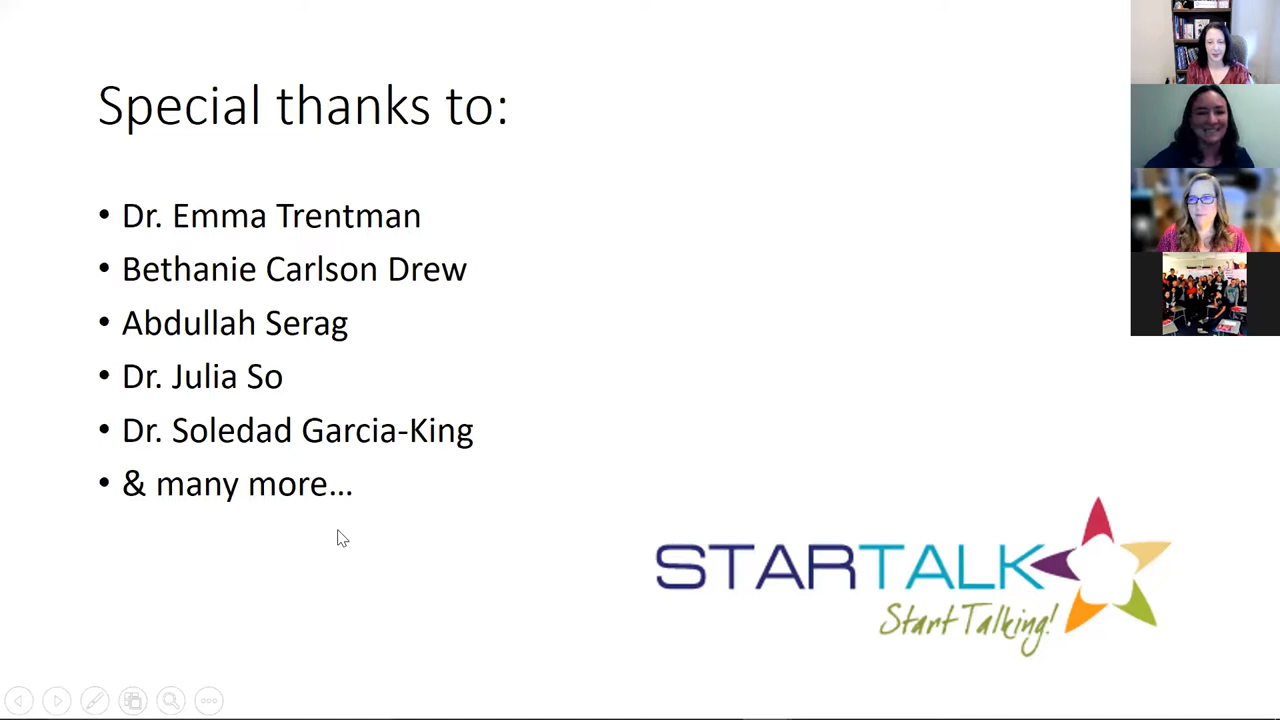 Special thanks to:
• Dr. Emma Trentman
• Bethanie Carlson Drew
• Abdullah Serag
• Dr. Julia So
• Dr. Soledad Garcia-King
• & many more...
STARTALK
Start Talking!